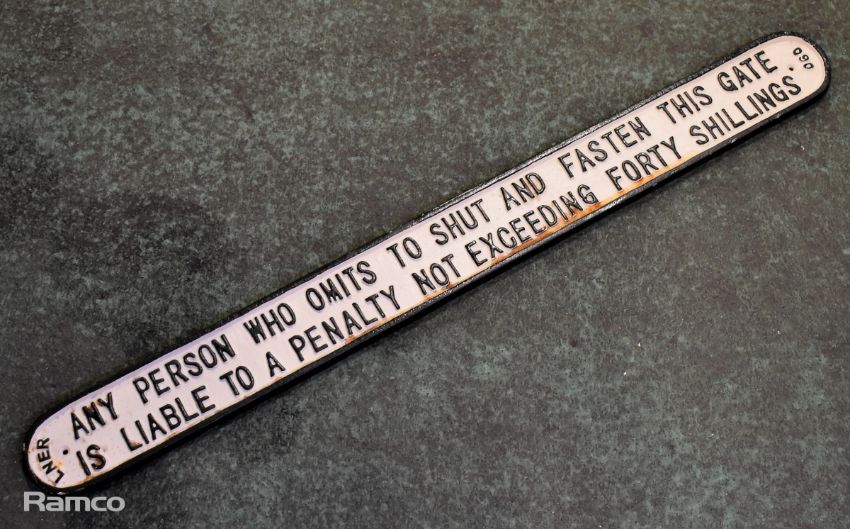 LNER
ANY PERSON WHO OMITS TO SHUT AND FASTEN THIS GATE
IS LIABLE TO A PENALTY NOT EXCEEDING FORTY SHILLINGS.
Ramco